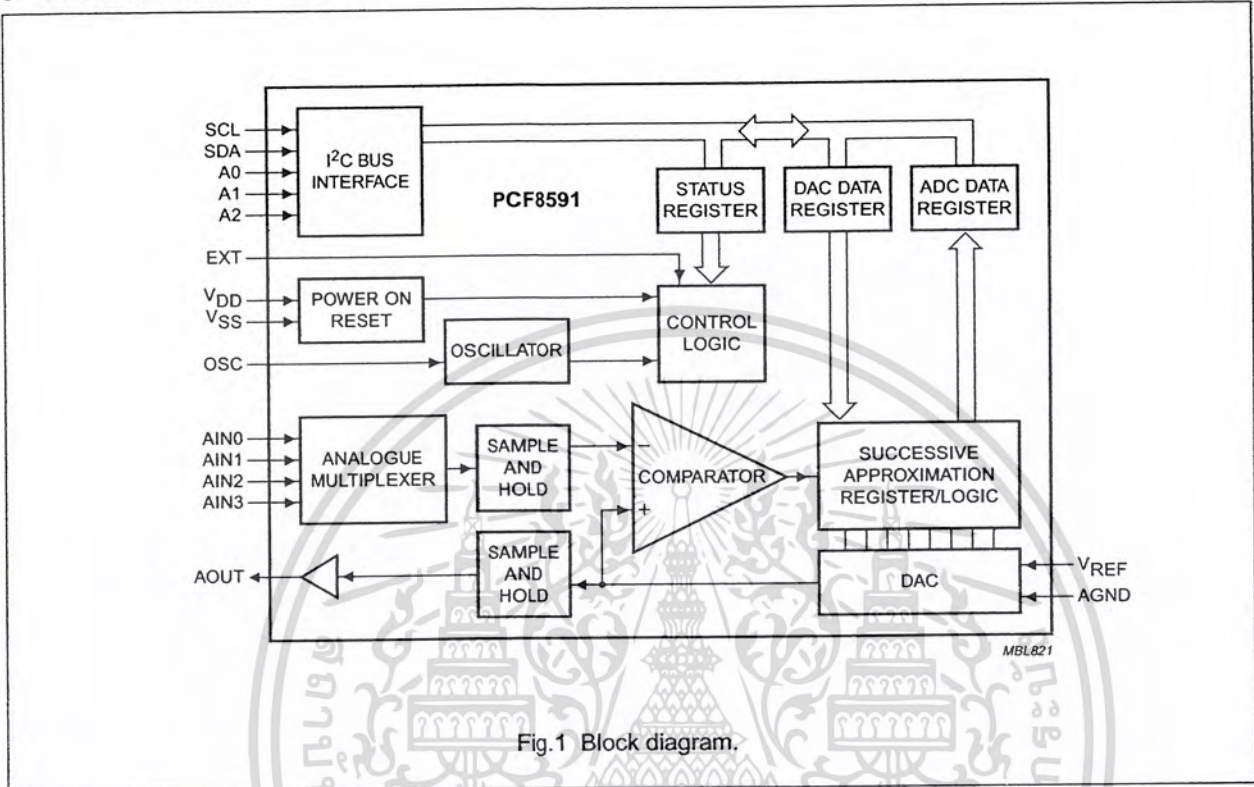 SCL
SDA
A0
A1
A2
I²C BUS
INTERFACE
PCF8591
STATUS
REGISTER
DAC DATA
REGISTER
ADC DATA
REGISTER
EXT
VDD
VSS
POWER ON
RESET
OSC
OSCILLATOR
CONTROL
LOGIC
AIN0
AIN1
AIN2
AIN3
ANALOGUE
MULTIPLEXER
SAMPLE
AND
HOLD
−
COMPARATOR
+
SUCCESSIVE
APPROXIMATION
REGISTER/LOGIC
AOUT
SAMPLE
AND
HOLD
DAC
VREF
AGND
MBL821
Fig.1 Block diagram.